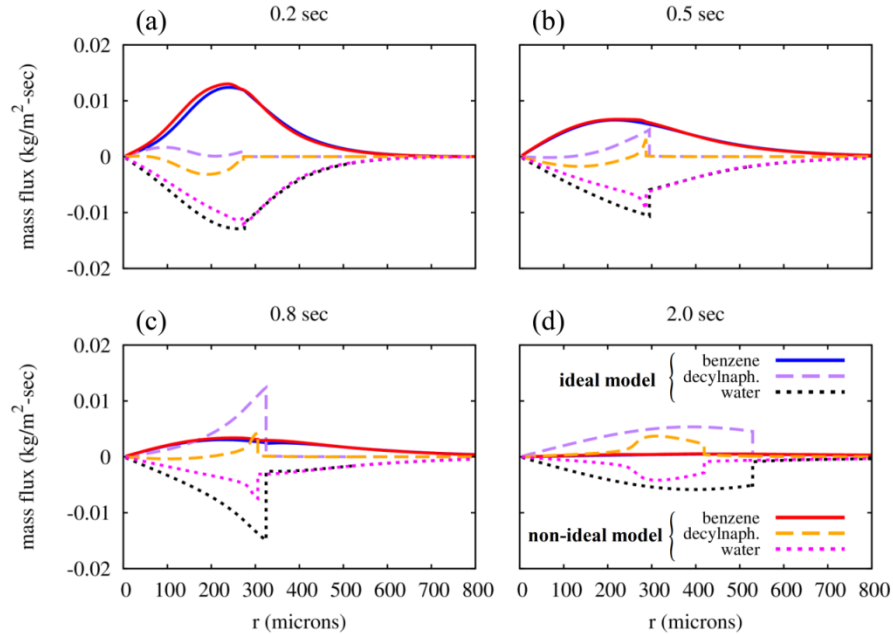 0.2 sec
0.5 sec
(a)
(b)
0.02
0.01
0
-0.01
-0.02
mass flux (kg/m²-sec)
0.8 sec
2.0 sec
(c)
(d)
0.02
0.01
0
-0.01
-0.02
mass flux (kg/m²-sec)
ideal model { benzene
decylnaph.
water
non-ideal model { benzene
decylnaph.
water
0 100 200 300 400 500 600 700 800
0 100 200 300 400 500 600 700 800
r (microns)
r (microns)